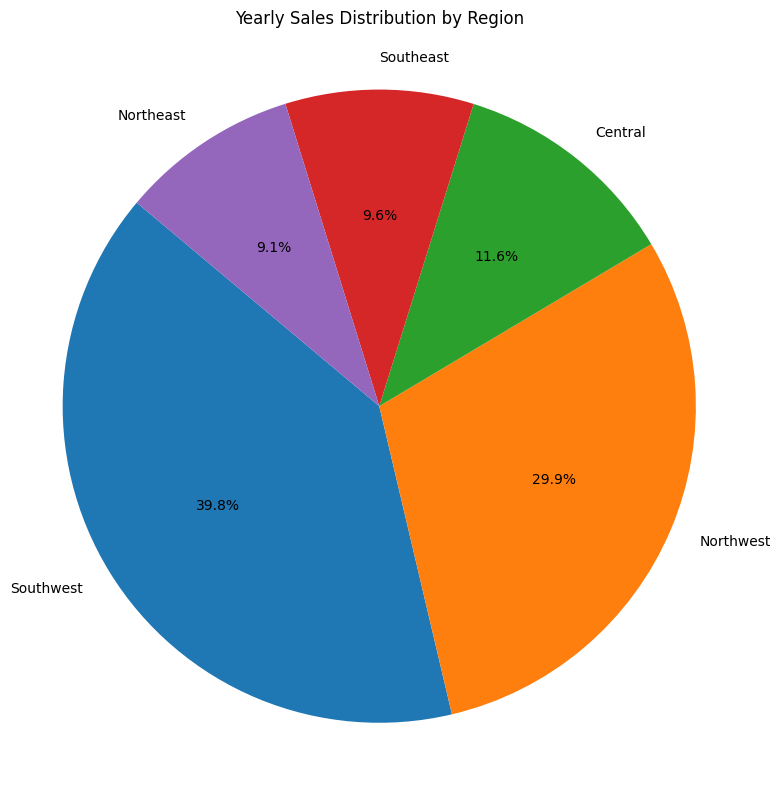 Yearly Sales Distribution by Region
Southeast
Northeast
Central
9.6%
9.1%
11.6%
29.9%
39.8%
Northwest
Southwest